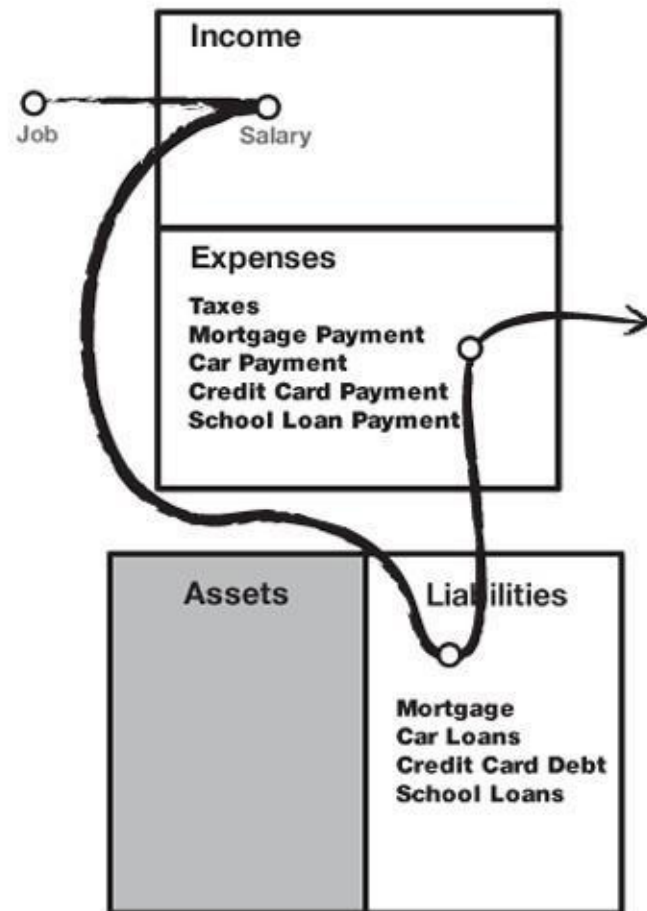 Income
Job
Salary
Expenses
Taxes
Mortgage Payment
Car Payment
Credit Card Payment
School Loan Payment
Assets
Liabilities
Mortgage
Car Loans
Credit Card Debt
School Loans